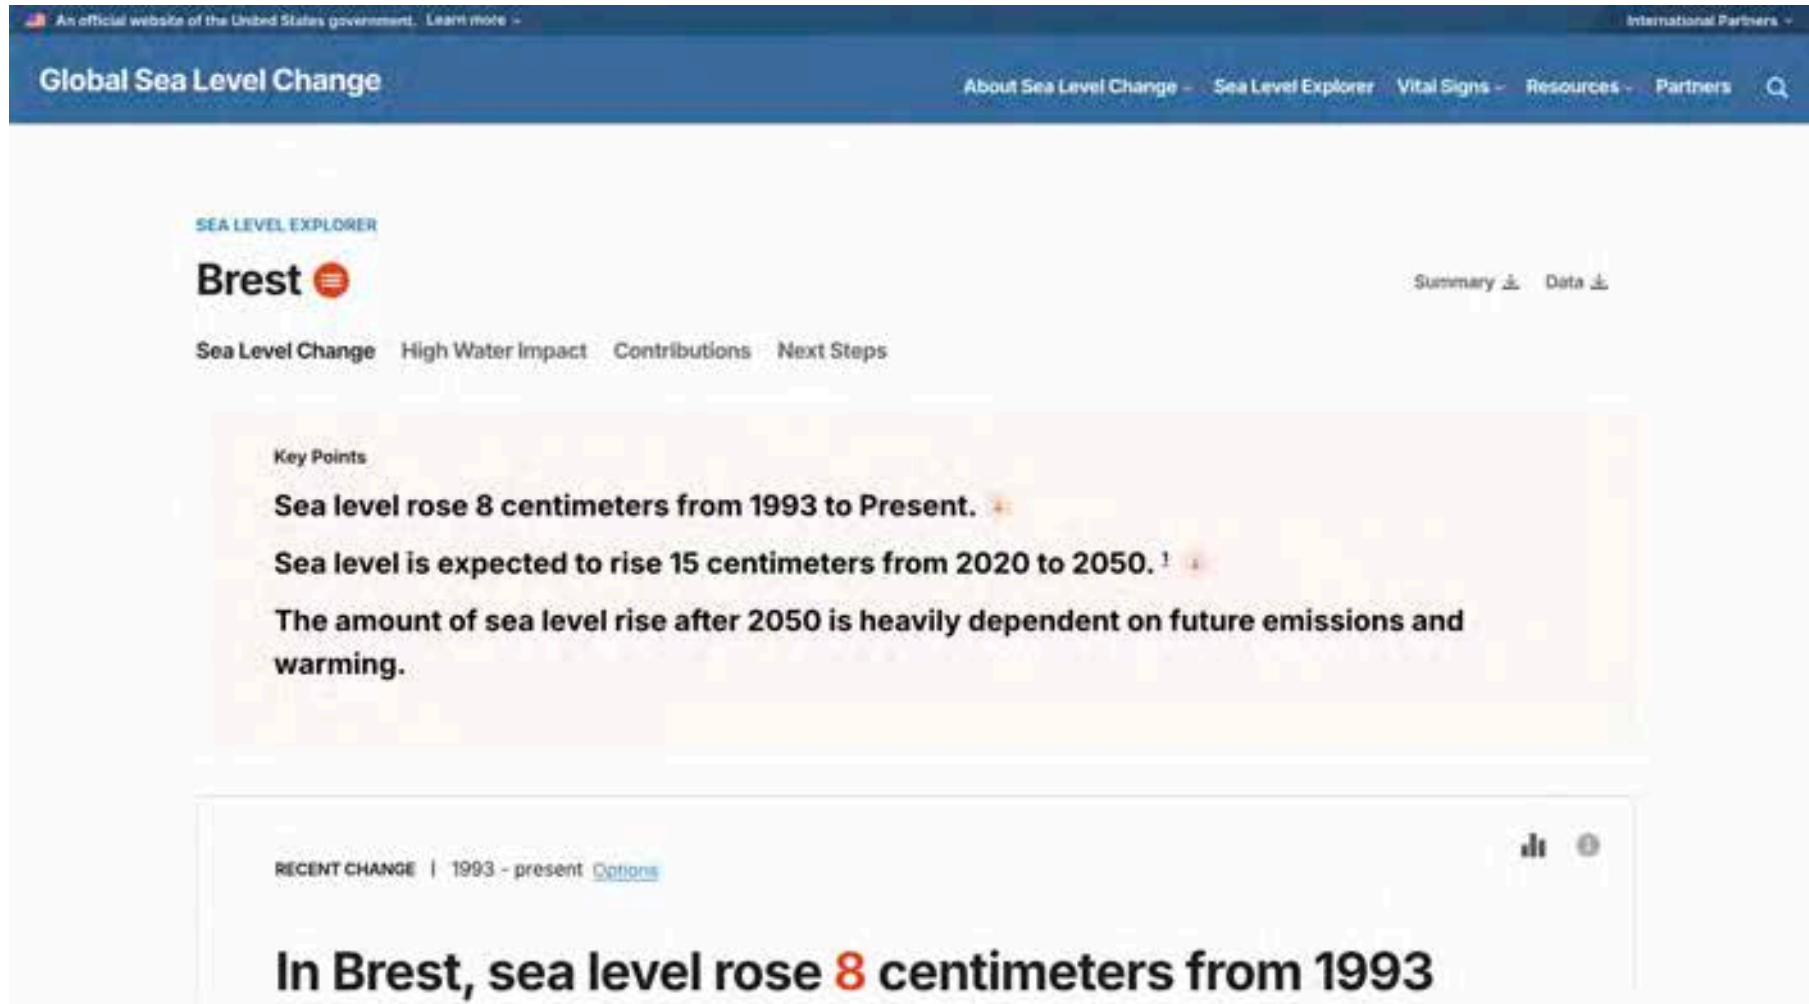 An official website of the United States government. Learn more
International Partners
Global Sea Level Change
About Sea Level Change
Sea Level Explorer
Vital Signs
Resources
Partners
SEA LEVEL EXPLORER
Brest
Summary
Data
Sea Level Change
High Water Impact
Contributions
Next Steps
Key Points
Sea level rose 8 centimeters from 1993 to Present.
Sea level is expected to rise 15 centimeters from 2020 to 2050. 1
The amount of sea level rise after 2050 is heavily dependent on future emissions and
warming.
RECENT CHANGE | 1993 - present Options
In Brest, sea level rose 8 centimeters from 1993